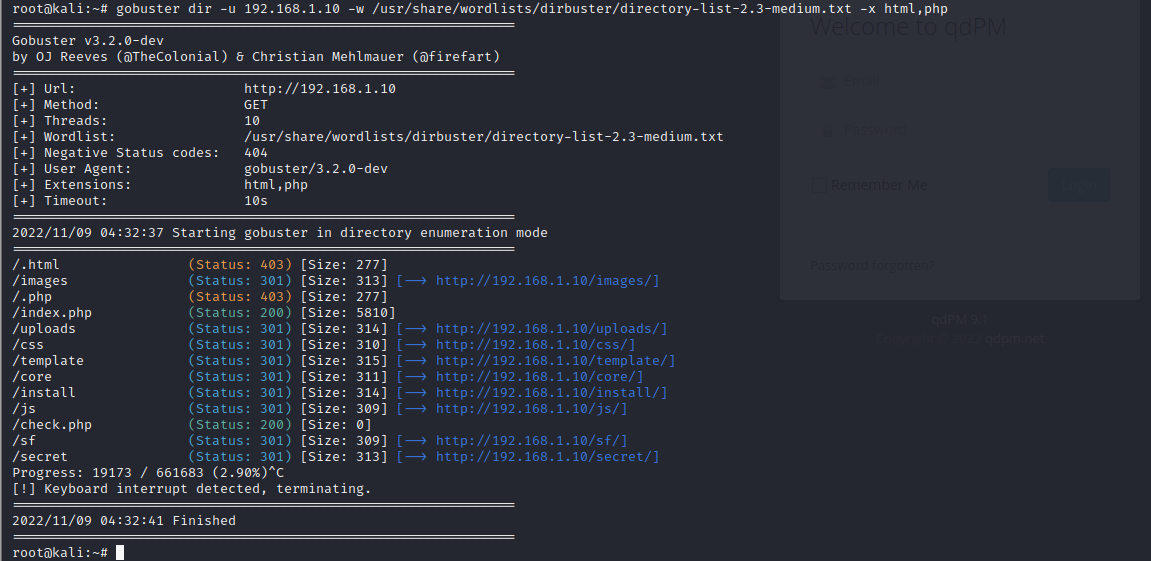 root@kali:~# gobuster dir -u 192.168.1.10 -w /usr/share/wordlists/dirbuster/directory-list-2.3-medium.txt -x html,php
Gobuster v3.2.0-dev
by OJ Reeves (@TheColonial) & Christian Mehlmauer (@firefart)
[+] Url: http://192.168.1.10
[+] Method: GET
[+] Threads: 10
[+] Wordlist: /usr/share/wordlists/dirbuster/directory-list-2.3-medium.txt
[+] Negative Status codes: 404
[+] User Agent: gobuster/3.2.0-dev
[+] Extensions: html,php
[+] Timeout: 10s
2022/11/09 04:32:37 Starting gobuster in directory enumeration mode
/.html (Status: 403) [Size: 277]
/images (Status: 301) [Size: 313] [--> http://192.168.1.10/images/]
/.php (Status: 403) [Size: 277]
/index.php (Status: 200) [Size: 5810]
/uploads (Status: 301) [Size: 314] [--> http://192.168.1.10/uploads/]
/css (Status: 301) [Size: 310] [--> http://192.168.1.10/css/]
/template (Status: 301) [Size: 315] [--> http://192.168.1.10/template/]
/core (Status: 301) [Size: 311] [--> http://192.168.1.10/core/]
/install (Status: 301) [Size: 314] [--> http://192.168.1.10/install/]
/js (Status: 301) [Size: 309] [--> http://192.168.1.10/js/]
/check.php (Status: 200) [Size: 0]
/sf (Status: 301) [Size: 309] [--> http://192.168.1.10/sf/]
/secret (Status: 301) [Size: 313] [--> http://192.168.1.10/secret/]
Progress: 19173 / 661683 (2.90%)^C
[!] Keyboard interrupt detected, terminating.
2022/11/09 04:32:41 Finished
root@kali:~#
Welcome to qdPM
Email
Password
Remember Me
Login
Password forgotten?
qdPM 9.1
qdpm.net